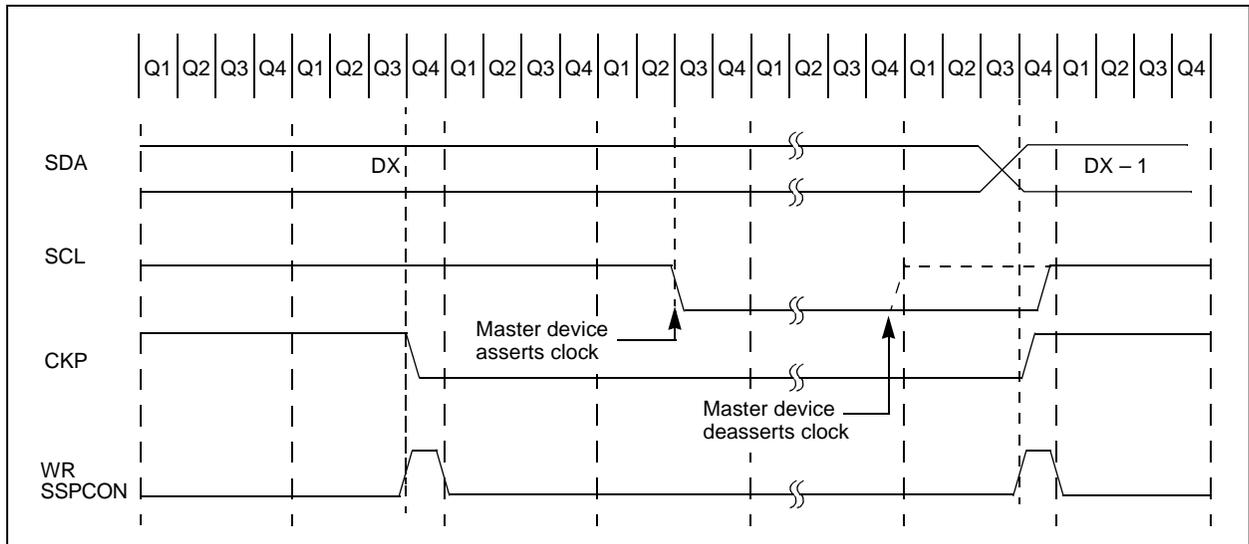 Q1 Q2 Q3 Q4 Q1 Q2 Q3 Q4 Q1 Q2 Q3 Q4 Q1 Q2 Q3 Q4 Q1 Q2 Q3 Q4 Q1 Q2 Q3 Q4 Q1 Q2 Q3 Q4
SDA
DX
DX – 1
SCL
Master device
asserts clock
CKP
Master device
deasserts clock
WR
SSPCON